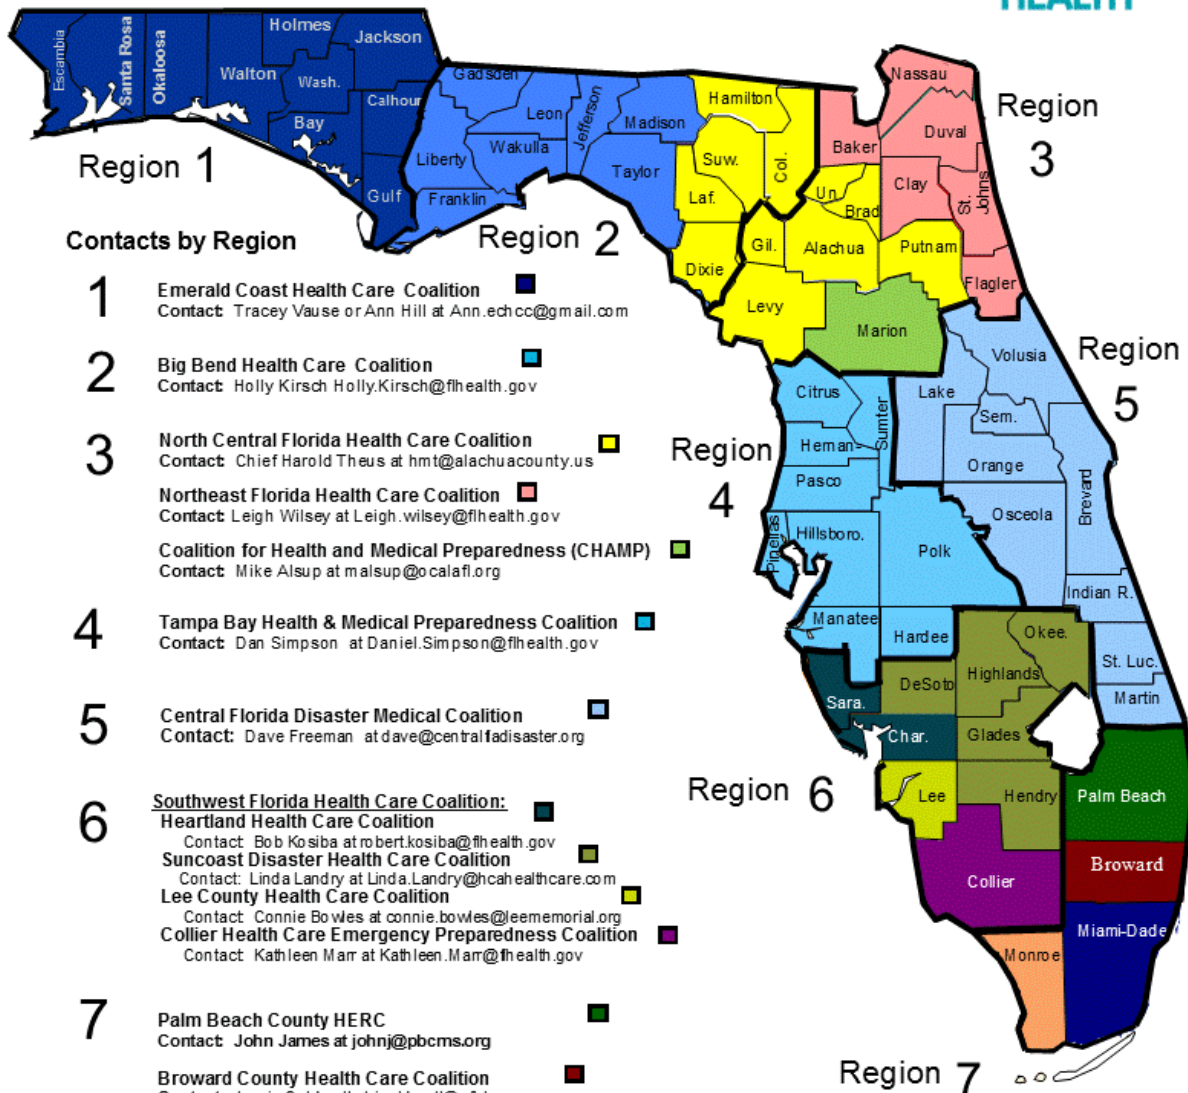 HEALTH
Holmes
Jackson
Escambia
Santa Rosa
Okaloosa
Walton
Wash.
Calhoun
Bay
Gulf
Region 1
Gadsden
Leon
Jefferson
Madison
Liberty
Wakulla
Taylor
Franklin
Region 2
Hamilton
Suw.
Col.
Laf.
Dixie
Nassau
Duval
Baker
Clay
St. Johns
Un.
Brad
Gil.
Alachua
Putnam
Flagler
Levy
Marion
Region 3
Citrus
Sumter
Hernan-
Pasco
Pinellas
Hillsboro.
Polk
Manatee
Hardee
Region 4
Volusia
Lake
Sem.
Orange
Brevard
Osceola
Indian R.
St. Luc.
Martin
Region 5
Okee.
Highlands
DeSoto
Sara.
Char.
Glades
Lee
Hendry
Collier
Region 6
Palm Beach
Broward
Miami-Dade
Monroe
Region 7
Contacts by Region
1
Emerald Coast Health Care Coalition
Contact: Tracey Vause or Ann Hill at Ann.echcc@gmail.com
2
Big Bend Health Care Coalition
Contact: Holly Kirsch Holly.Kirsch@flhealth.gov
3
North Central Florida Health Care Coalition
Contact: Chief Harold Theus at hmt@alachuacounty.us
Northeast Florida Health Care Coalition
Contact: Leigh Wilsey at Leigh.wilsey@flhealth.gov
Coalition for Health and Medical Preparedness (CHAMP)
Contact: Mike Alsup at malsup@ocalafl.org
4
Tampa Bay Health & Medical Preparedness Coalition
Contact: Dan Simpson at Daniel.Simpson@flhealth.gov
5
Central Florida Disaster Medical Coalition
Contact: Dave Freeman at dave@centralfladisaster.org
6
Southwest Florida Health Care Coalition:
Heartland Health Care Coalition
Contact: Bob Kosiba at robert.kosiba@flhealth.gov
Suncoast Disaster Health Care Coalition
Contact: Linda Landry at Linda.Landry@hcahealthcare.com
Lee County Health Care Coalition
Contact: Connie Bowles at connie.bowles@leememorial.org
Collier Health Care Emergency Preparedness Coalition
Contact: Kathleen Marr at Kathleen.Marr@flhealth.gov
7
Palm Beach County HERC
Contact: John James at johnj@pbcms.org
Broward County Health Care Coalition